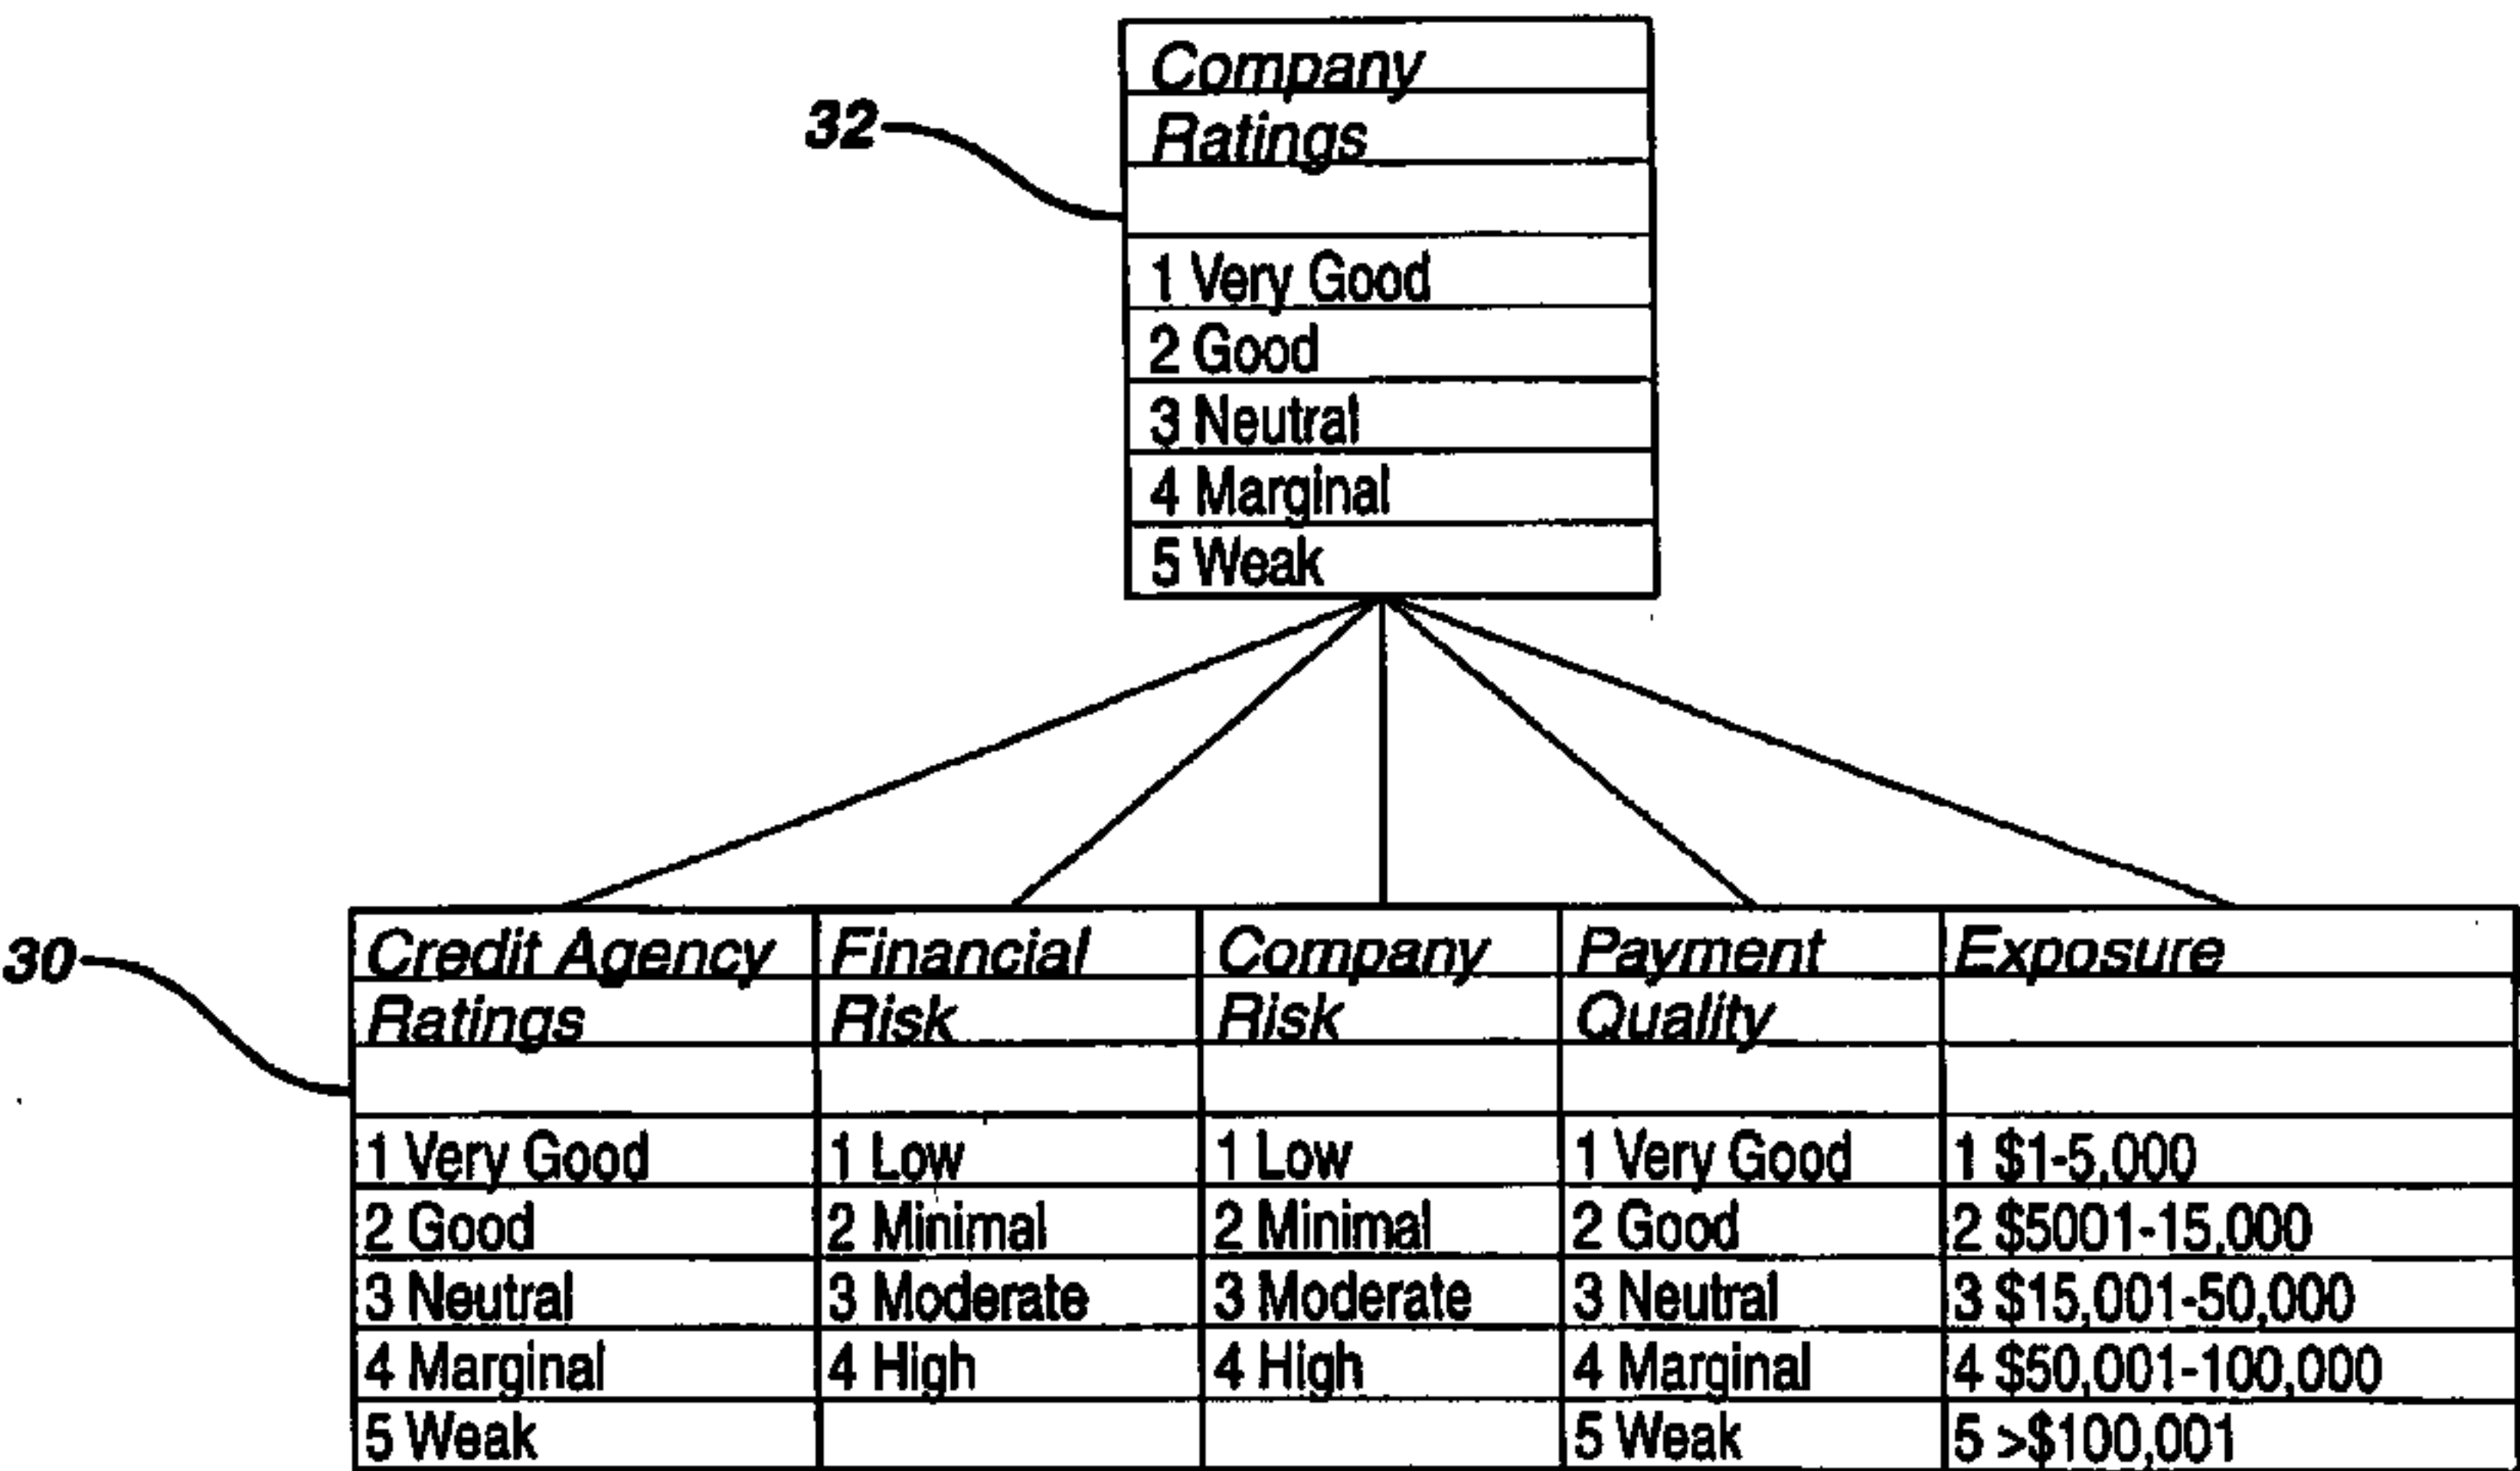 Company
32
Ratings
1 Very Good
2 Good
3 Neutral
4 Marginal
5 Weak
30
Credit Agency Financial Company Payment Exposure
Ratings Risk Risk Quality
1 Very Good 1 Low 1 Low 1 Very Good 1 $1-5,000
2 Good 2 Minimal 2 Minimal 2 Good 2 $5001-15,000
3 Neutral 3 Moderate 3 Moderate 3 Neutral 3 $15,001-50,000
4 Marginal 4 High 4 High 4 Marginal 4 $50,001-100,000
5 Weak 5 Weak 5 >$100,001